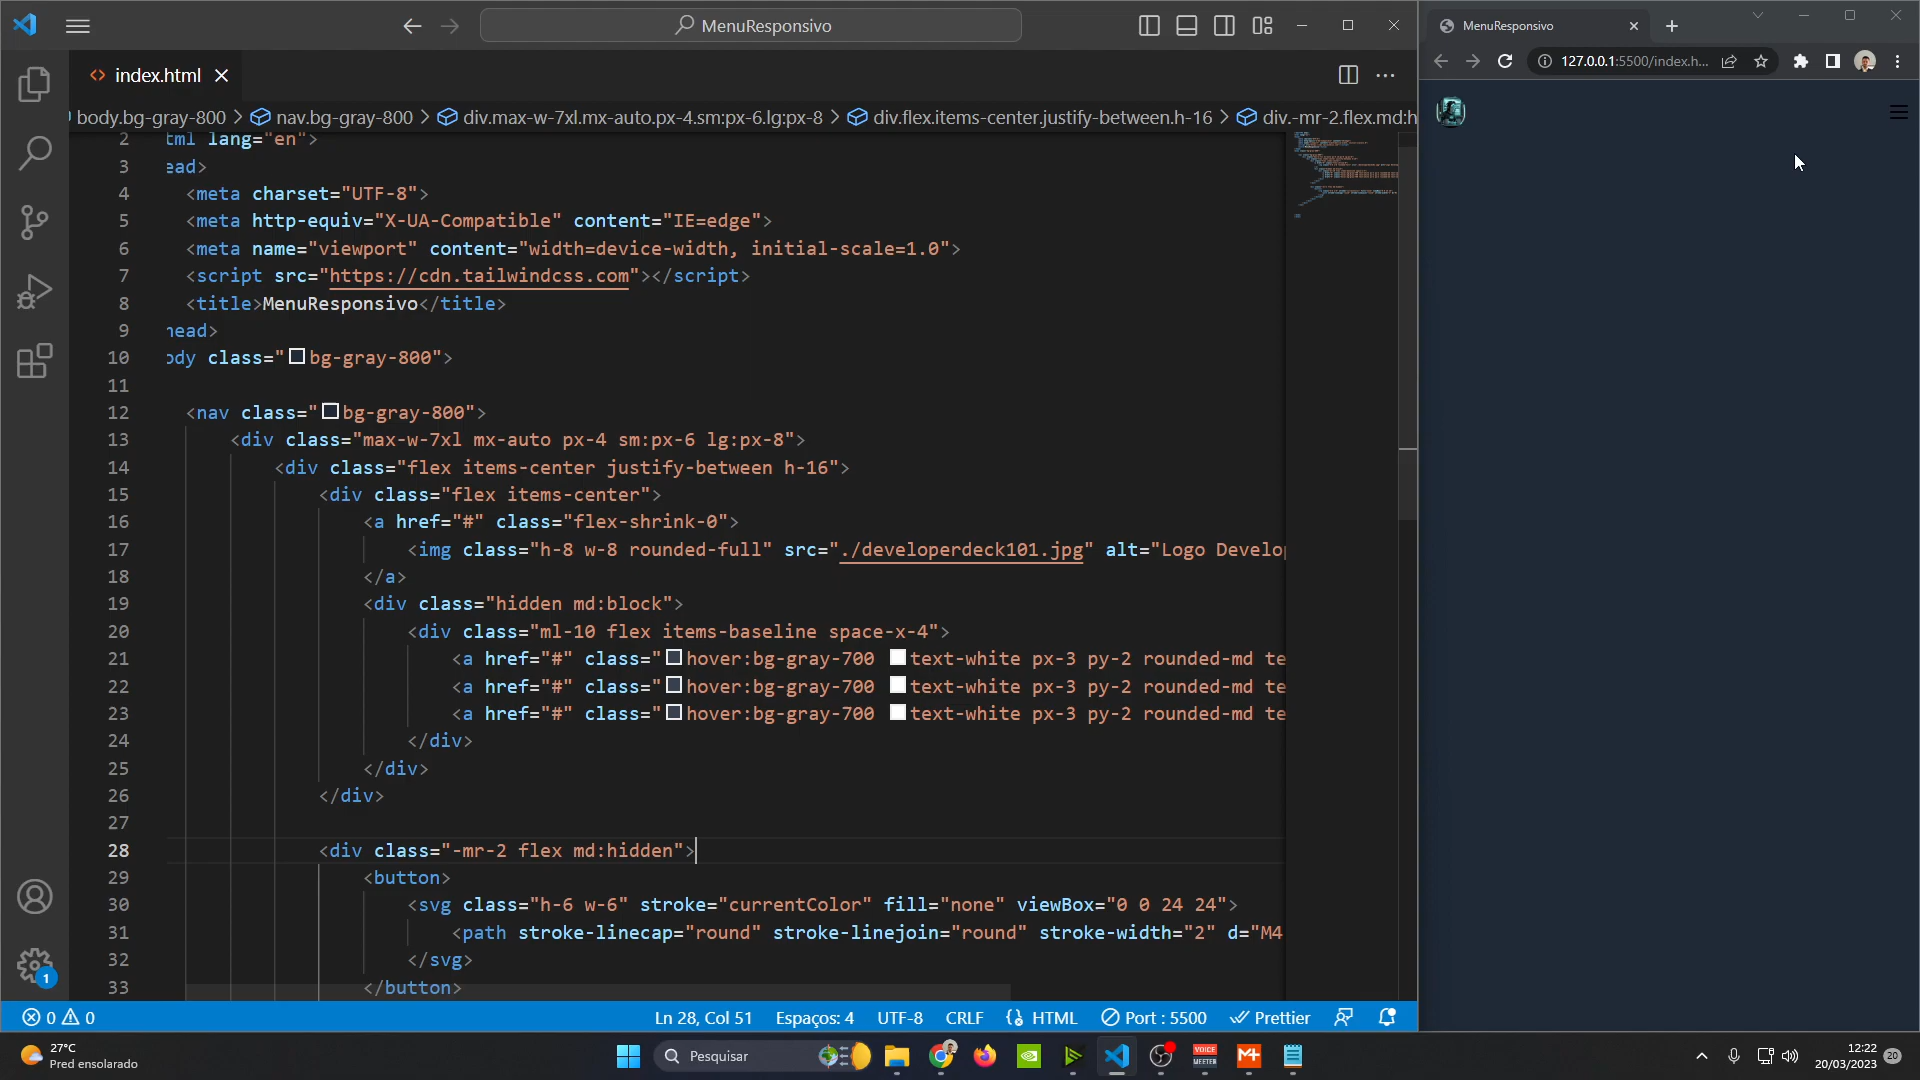 MenuResponsivo
index.html
body.bg-gray-800 > nav.bg-gray-800 > div.max-w-7xl.mx-auto.px-4.sm:px-6.lg:px-8 > div.flex.items-center.justify-between.h-16 > div.-mr-2.flex.md:h
2 tml lang="en">
3 ead>
4 <meta charset="UTF-8">
5 <meta http-equiv="X-UA-Compatible" content="IE=edge">
6 <meta name="viewport" content="width=device-width, initial-scale=1.0">
7 <script src="https://cdn.tailwindcss.com"></script>
8 <title>MenuResponsivo</title>
9 head>
10 ody class="bg-gray-800">
11
12 <nav class="bg-gray-800">
13 <div class="max-w-7xl mx-auto px-4 sm:px-6 lg:px-8">
14 <div class="flex items-center justify-between h-16">
15 <div class="flex items-center">
16 <a href="#" class="flex-shrink-0">
17 <img class="h-8 w-8 rounded-full" src="./developerdeck101.jpg" alt="Logo Develop
18 </a>
19 <div class="hidden md:block">
20 <div class="ml-10 flex items-baseline space-x-4">
21 <a href="#" class="hover:bg-gray-700 text-white px-3 py-2 rounded-md te
22 <a href="#" class="hover:bg-gray-700 text-white px-3 py-2 rounded-md te
23 <a href="#" class="hover:bg-gray-700 text-white px-3 py-2 rounded-md te
24 </div>
25 </div>
26 </div>
27
28 <div class="-mr-2 flex md:hidden">
29 <button>
30 <svg class="h-6 w-6" stroke="currentColor" fill="none" viewBox="0 0 24 24">
31 <path stroke-linecap="round" stroke-linejoin="round" stroke-width="2" d="M4
32 </svg>
33 </button>
1
0 0
Ln 28, Col 51 Espaços: 4 UTF-8 CRLF HTML Port : 5500 Prettier
MenuResponsivo
127.0.0.1:5500/index.h...
27°C
Pred ensolarado
Pesquisar
VOICE
MEETER
12:22
20/03/2023
20